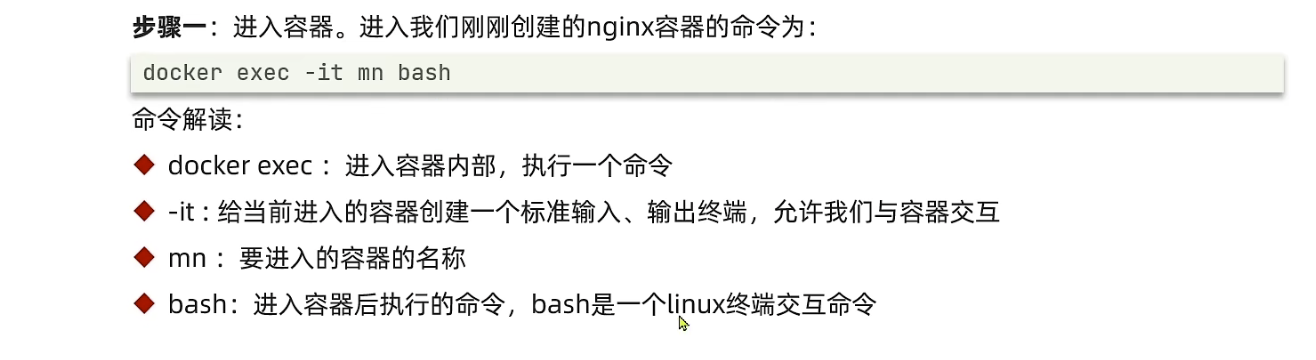 步骤一：进入容器。进入我们刚刚创建的nginx容器的命令为：
docker exec -it mn bash
命令解读：
docker exec ：进入容器内部，执行一个命令
-it : 给当前进入的容器创建一个标准输入、输出终端，允许我们与容器交互
mn ：要进入的容器的名称
bash：进入容器后执行的命令，bash是一个linux终端交互命令